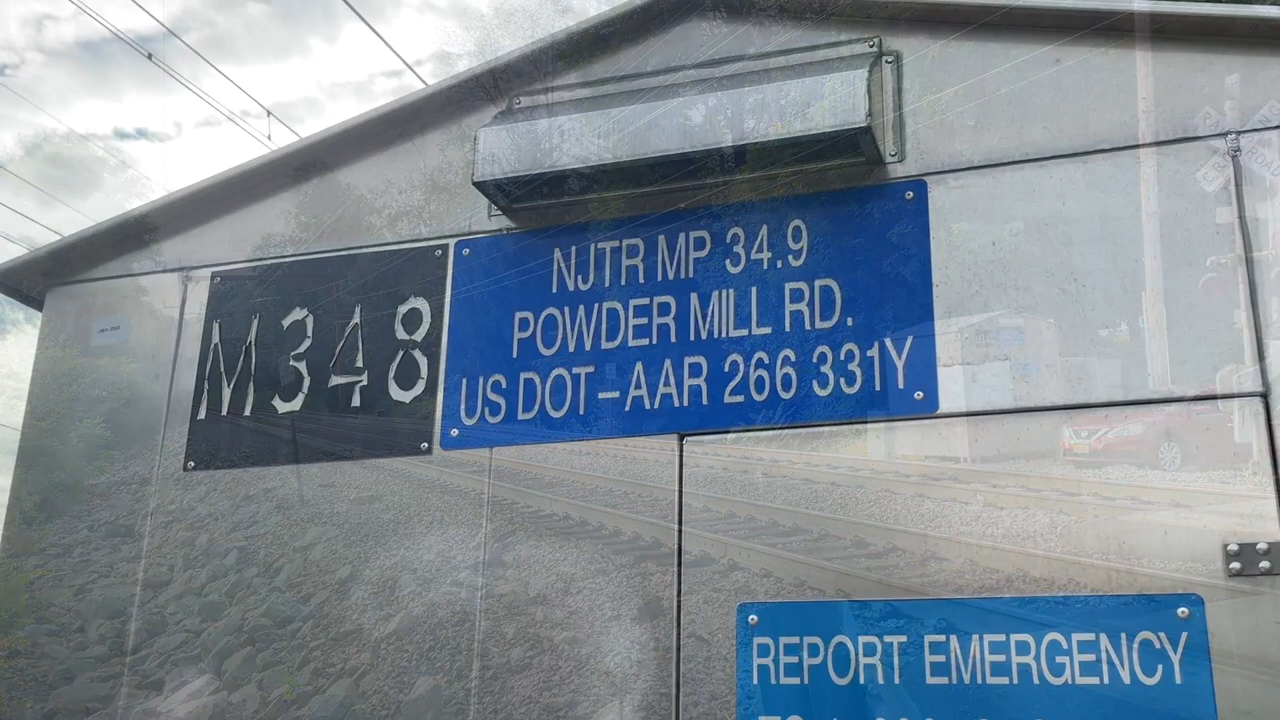 M348
NJTR MP 34.9
POWDER MILL RD.
US DOT–AAR 266 331Y
REPORT EMERGENCY